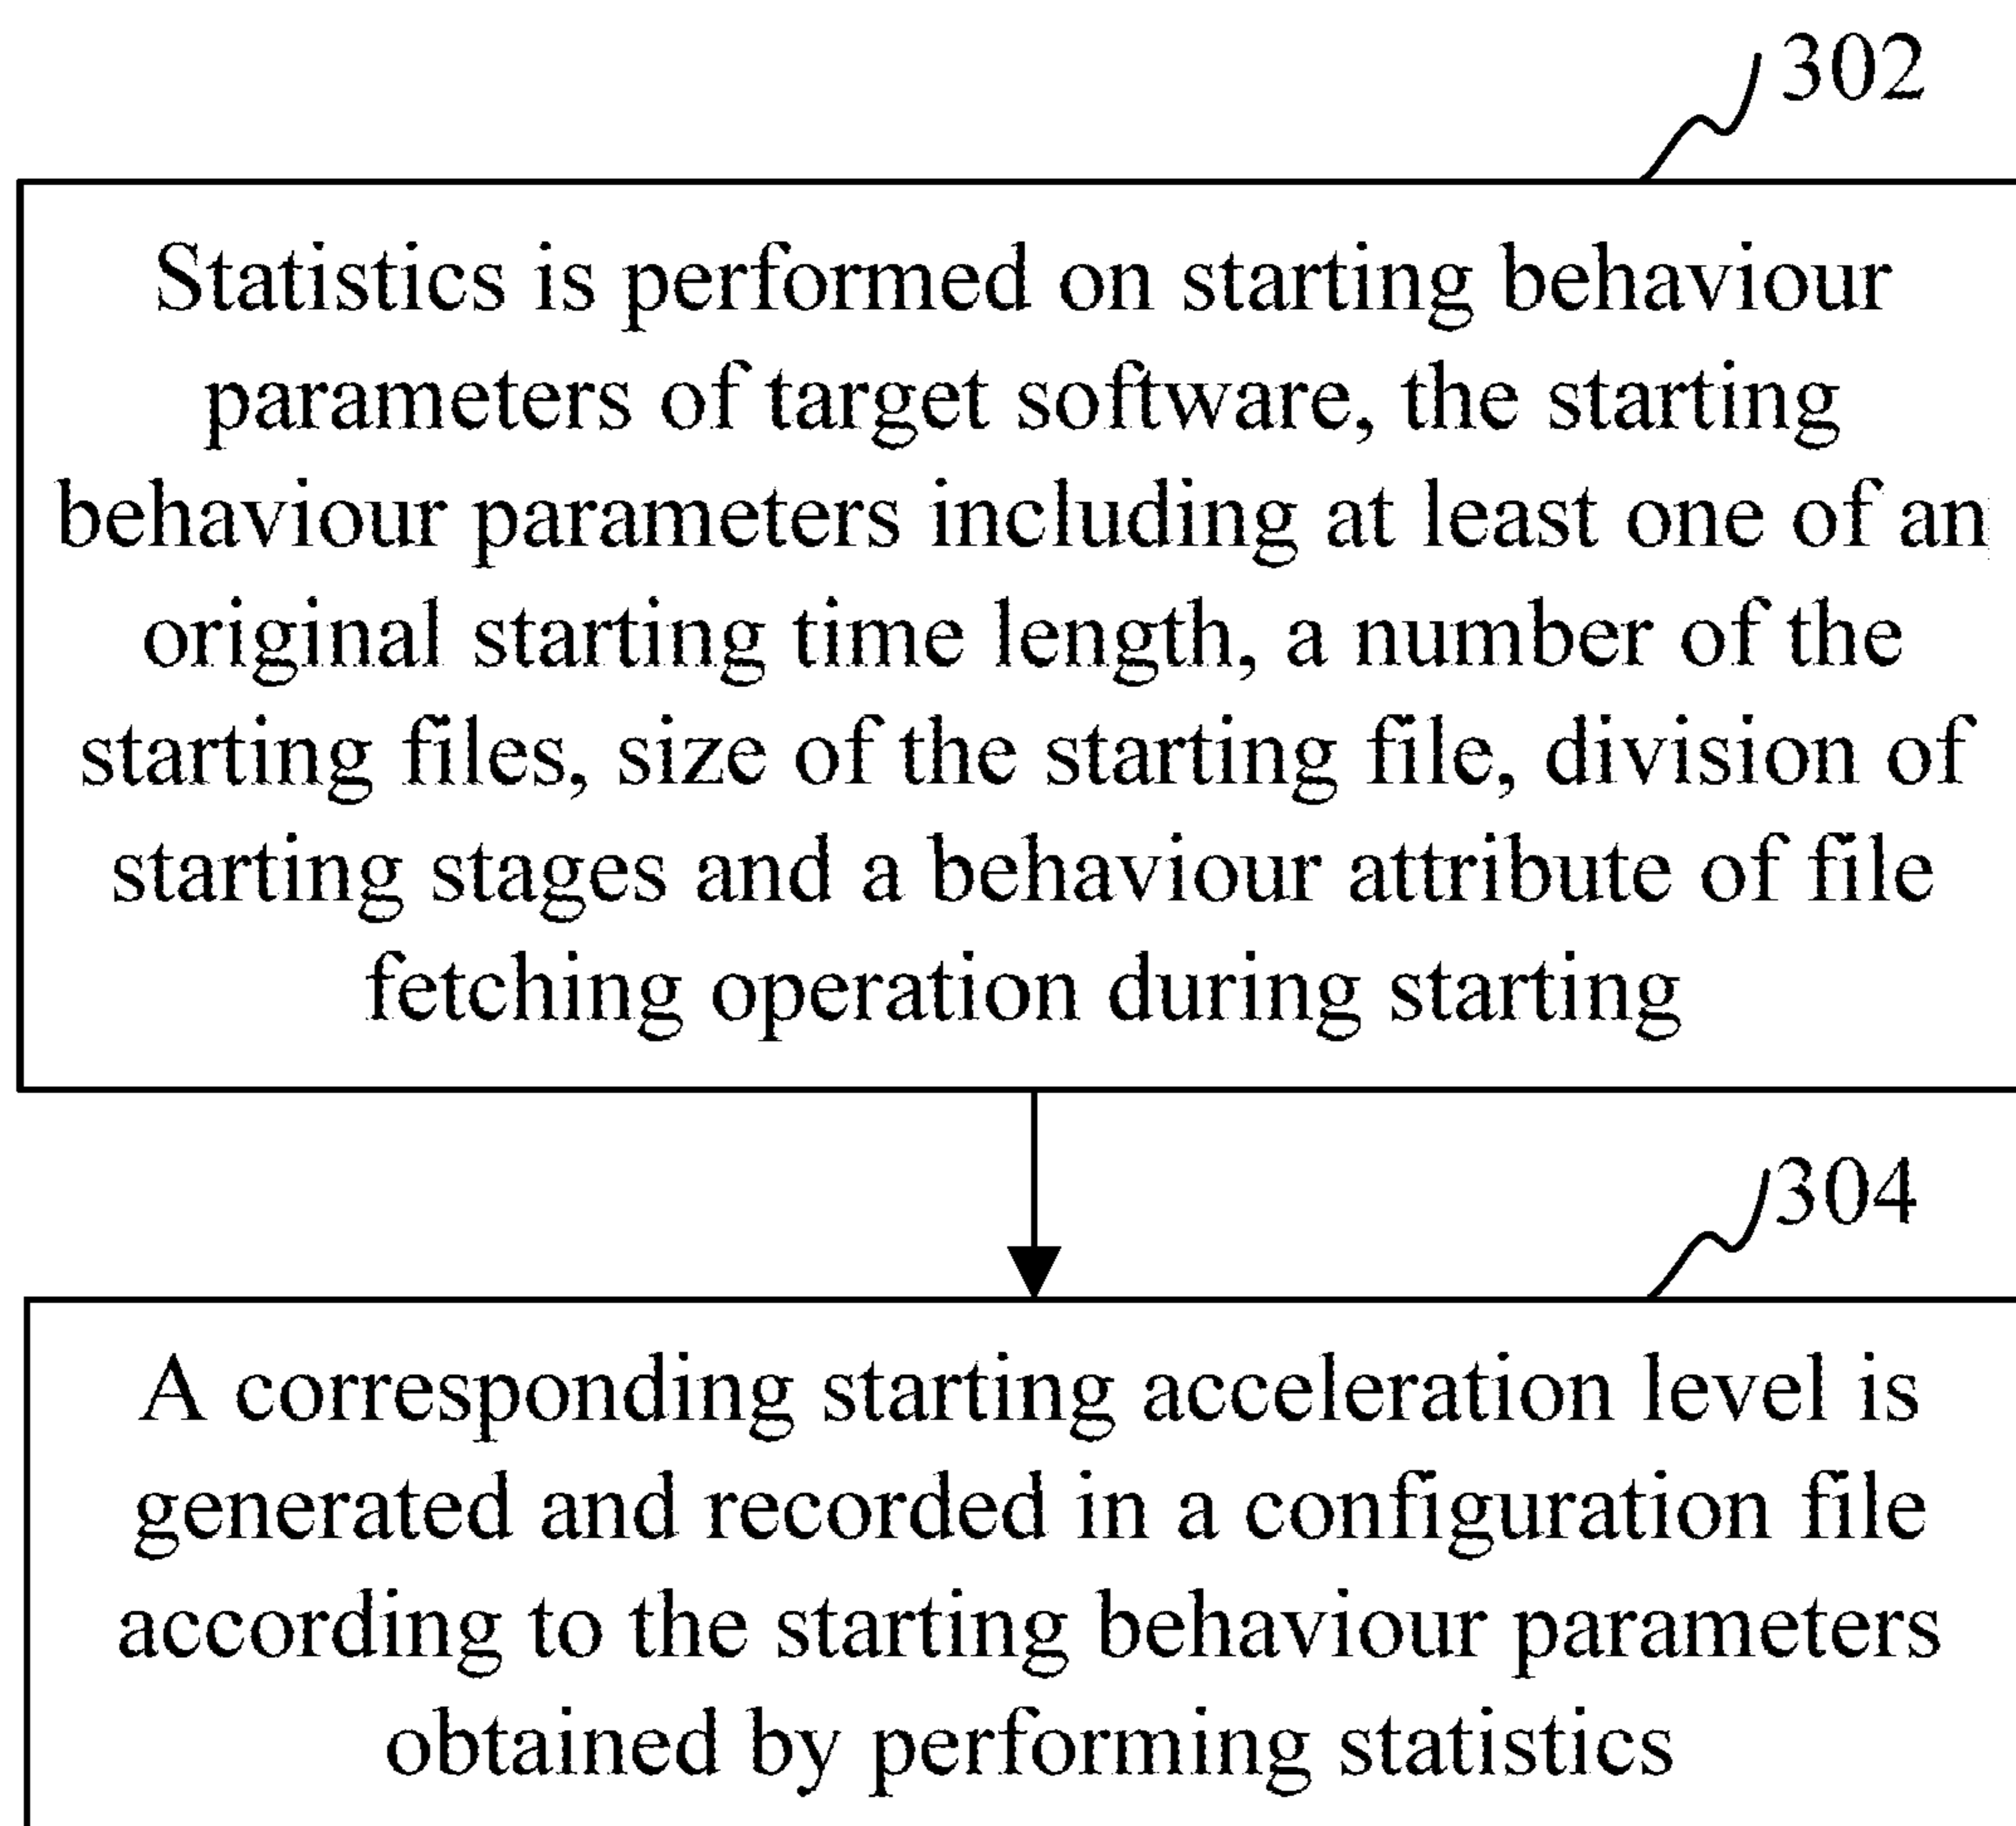 302
Statistics is performed on starting behaviour
parameters of target software, the starting
behaviour parameters including at least one of an
original starting time length, a number of the
starting files, size of the starting file, division of
starting stages and a behaviour attribute of file
fetching operation during starting
304
A corresponding starting acceleration level is
generated and recorded in a configuration file
according to the starting behaviour parameters
obtained by performing statistics